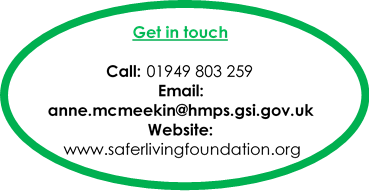 Get in touch
Call: 01949 803 259
Email:
anne.mcmeekin@hmps.gsi.gov.uk
Website:
www.saferlivingfoundation.org